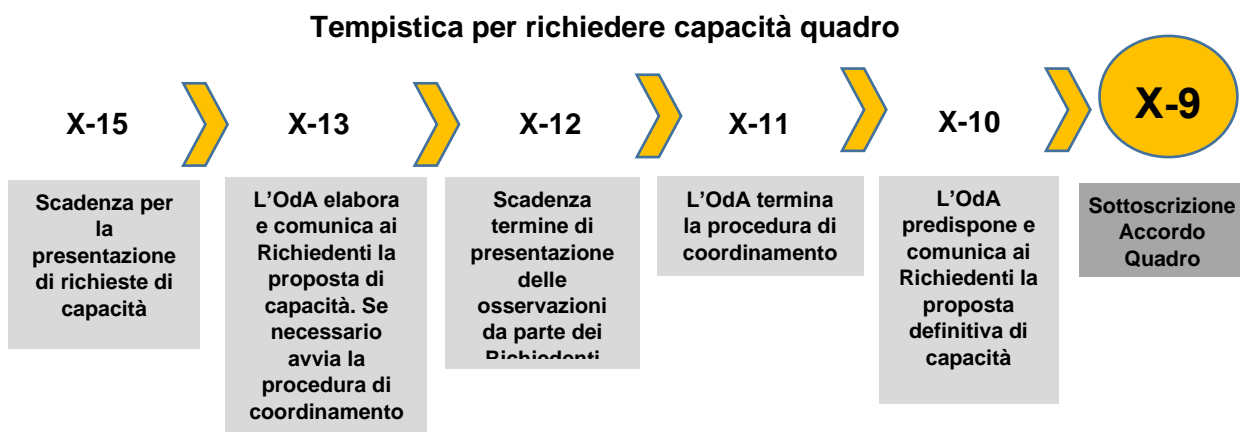 Tempistica per richiedere capacità quadro
X-15
X-13
X-12
X-11
X-10
X-9
Scadenza per
la
presentazione
di richieste di
capacità
L'OdA elabora
e comunica ai
Richiedenti la
proposta di
capacità. Se
necessario
avvia la
procedura di
coordinamento
Scadenza
termine di
presentazione
delle
osservazioni
da parte dei
Richiedenti
L'OdA termina
la procedura di
coordinamento
L'OdA
predispone e
comunica ai
Richiedenti la
proposta
definitiva di
capacità
Sottoscrizione
Accordo
Quadro